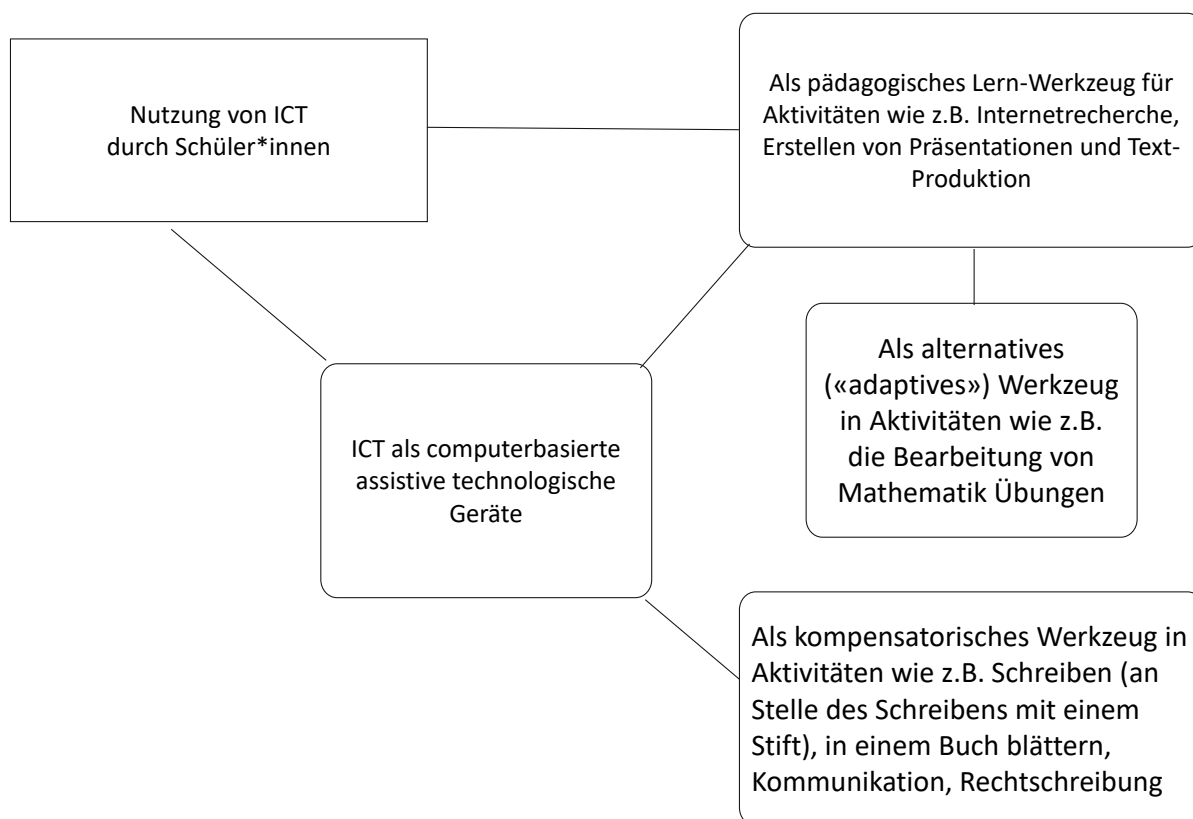 Nutzung von ICT
durch Schüler*innen
Als pädagogisches Lern-Werkzeug für
Aktivitäten wie z.B. Internetrecherche,
Erstellen von Präsentationen und Text-
Produktion
Als alternatives
(«adaptives») Werkzeug
in Aktivitäten wie z.B.
die Bearbeitung von
Mathematik Übungen
ICT als computerbasierte
assistive technologische
Geräte
Als kompensatorisches Werkzeug in
Aktivitäten wie z.B. Schreiben (an
Stelle des Schreibens mit einem
Stift), in einem Buch blättern,
Kommunikation, Rechtschreibung